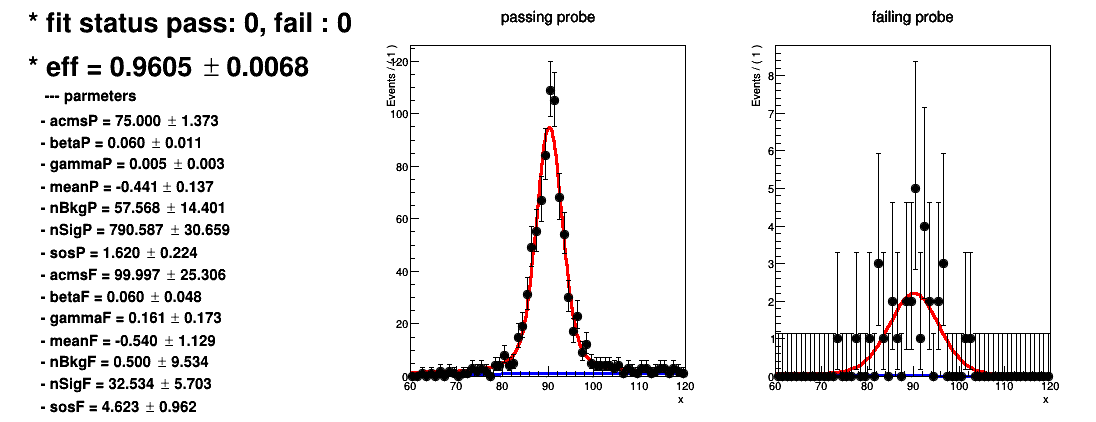 * fit status pass: 0, fail : 0
* eff = 0.9605 ± 0.0068
--- parmeters
- acmsP = 75.000 ± 1.373
- betaP = 0.060 ± 0.011
- gammaP = 0.005 ± 0.003
- meanP = -0.441 ± 0.137
- nBkgP = 57.568 ± 14.401
- nSigP = 790.587 ± 30.659
- sosP = 1.620 ± 0.224
- acmsF = 99.997 ± 25.306
- betaF = 0.060 ± 0.048
- gammaF = 0.161 ± 0.173
- meanF = -0.540 ± 1.129
- nBkgF = 0.500 ± 9.534
- nSigF = 32.534 ± 5.703
- sosF = 4.623 ± 0.962
passing probe
Events / ( 1 )
120
100
80
60
40
20
0
60 70 80 90 100 110 120
x
failing probe
Events / ( 1 )
8
7
6
5
4
3
2
1
0
60 70 80 90 100 110 120
x